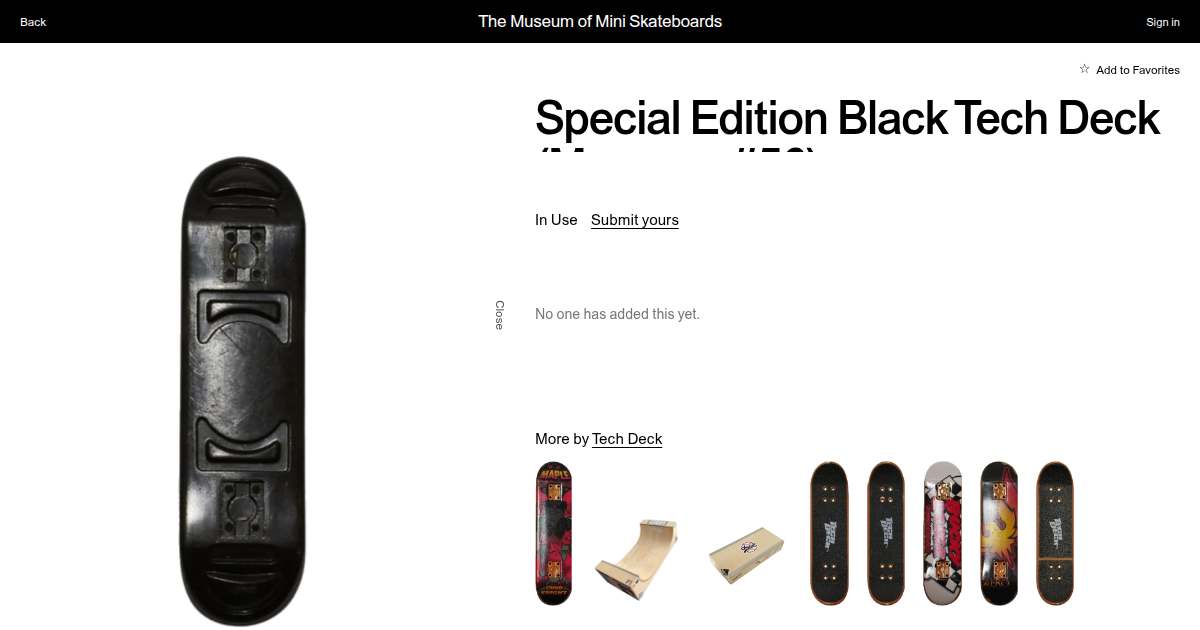 Back
The Museum of Mini Skateboards
Sign in
☆ Add to Favorites
Special Edition Black Tech Deck
In Use Submit yours
Close
No one has added this yet.
More by Tech Deck
MAPLE